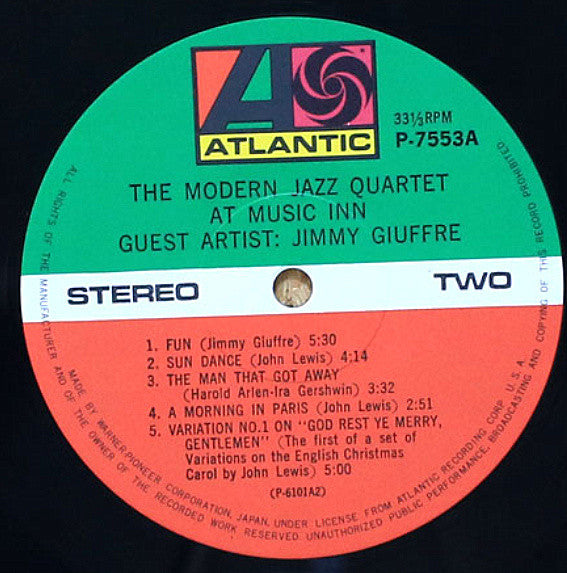 ATLANTIC
33⅓RPM
P-7553A
THE MODERN JAZZ QUARTET
AT MUSIC INN
GUEST ARTIST: JIMMY GIUFFRE
STEREO
TWO
1. FUN (Jimmy Giuffre) 5:30
2. SUN DANCE (John Lewis) 4:14
3. THE MAN THAT GOT AWAY
(Harold Arlen-Ira Gershwin) 3:32
4. A MORNING IN PARIS (John Lewis) 2:51
5. VARIATION NO.1 ON "GOD REST YE MERRY,
GENTLEMEN" (The first of a set of
Variations on the English Christmas
Carol by John Lewis) 5:00
(P-6101A2)
MADE BY WARNER-PIONEER CORPORATION, JAPAN, UNDER LICENSE FROM ATLANTIC RECORDING CORP. U.S.A.
ALL RIGHTS OF THE MANUFACTURER AND OF THE OWNER OF THE RECORDED WORK RESERVED UNAUTHORIZED PUBLIC PERFORMANCE, BROADCASTING AND COPYING OF THIS RECORD PROHIBITED.